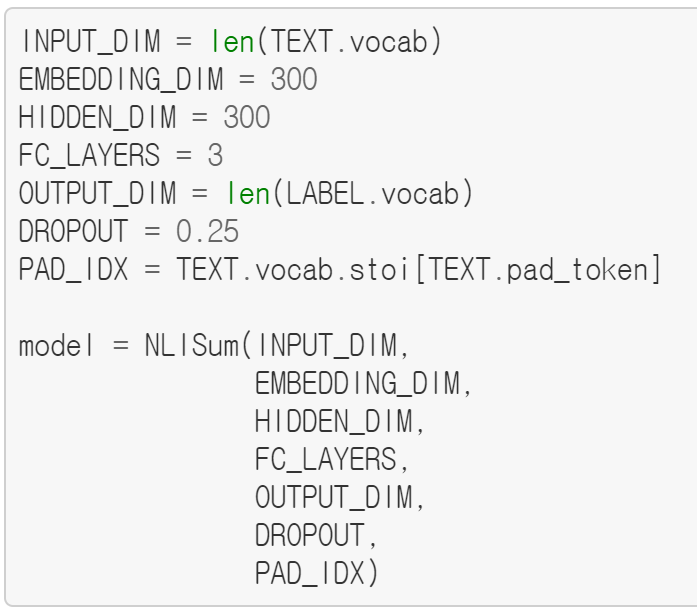 INPUT_DIM = len(TEXT.vocab)
EMBEDDING_DIM = 300
HIDDEN_DIM = 300
FC_LAYERS = 3
OUTPUT_DIM = len(LABEL.vocab)
DROPOUT = 0.25
PAD_IDX = TEXT.vocab.stoi[TEXT.pad_token]

model = NLISum(INPUT_DIM,
               EMBEDDING_DIM,
               HIDDEN_DIM,
               FC_LAYERS,
               OUTPUT_DIM,
               DROPOUT,
               PAD_IDX)